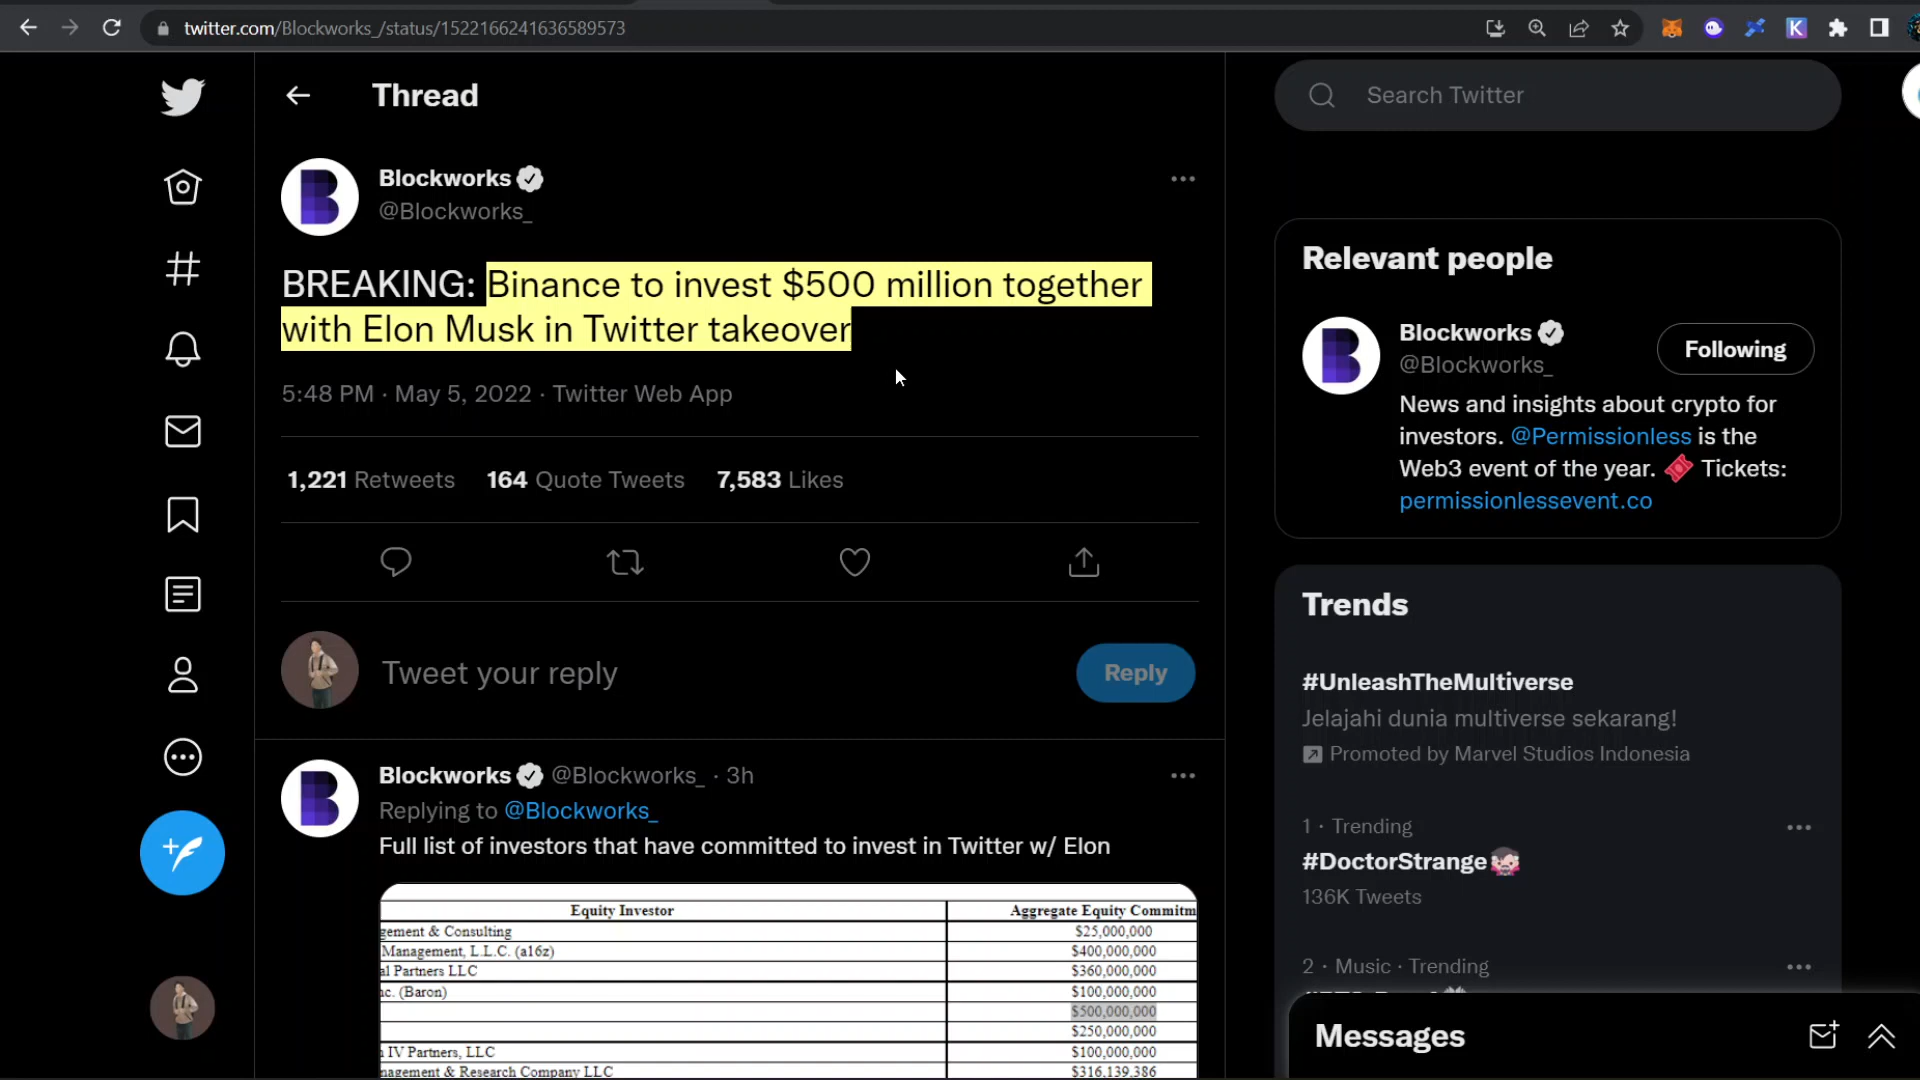 twitter.com/Blockworks_/status/1522166241636589573
Thread
Search Twitter
Blockworks
@Blockworks_
BREAKING: Binance to invest $500 million together
with Elon Musk in Twitter takeover
5:48 PM · May 5, 2022 · Twitter Web App
1,221 Retweets 164 Quote Tweets 7,583 Likes
Tweet your reply
Reply
Blockworks @Blockworks_ · 3h
Replying to @Blockworks_
Full list of investors that have committed to invest in Twitter w/ Elon
Equity Investor Aggregate Equity Commitm
gement & Consulting $25,000,000
Management, L.L.C. (a16z) $400,000,000
al Partners LLC $360,000,000
nc. (Baron) $100,000,000
$500,000,000
$250,000,000
IV Partners, LLC $100,000,000
nagement & Research Company LLC $316,139,386
Relevant people
Blockworks
@Blockworks_
Following
News and insights about crypto for
investors. @Permissionless is the
Web3 event of the year. Tickets:
permissionlessevent.co
Trends
#UnleashTheMultiverse
Jelajahi dunia multiverse sekarang!
Promoted by Marvel Studios Indonesia
1 · Trending
#DoctorStrange
136K Tweets
2 · Music · Trending
Messages